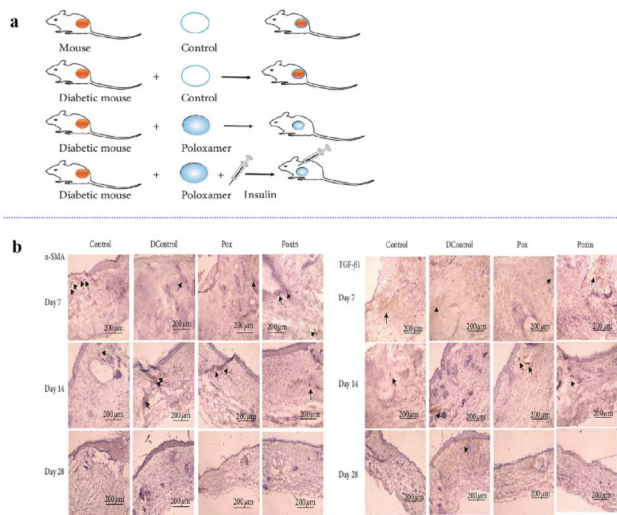 a
Mouse Control
+
Diabetic mouse Control
+
Diabetic mouse Poloxamer
+ +
Diabetic mouse Poloxamer Insulin
b
Control DControl Pox Poxin
α-SMA
Day 7
200 μm 200 μm 200 μm 200 μm
Day 14
200 μm 200 μm 200 μm 200 μm
Day 28
200 μm 200 μm 200 μm 200 μm
Control DControl Pox Poxin
TGF-β1
Day 7
200 μm 200 μm 200 μm 200 μm
Day 14
200 μm 200 μm 200 μm 200 μm
Day 28
200 μm 200 μm 200 μm 200 μm